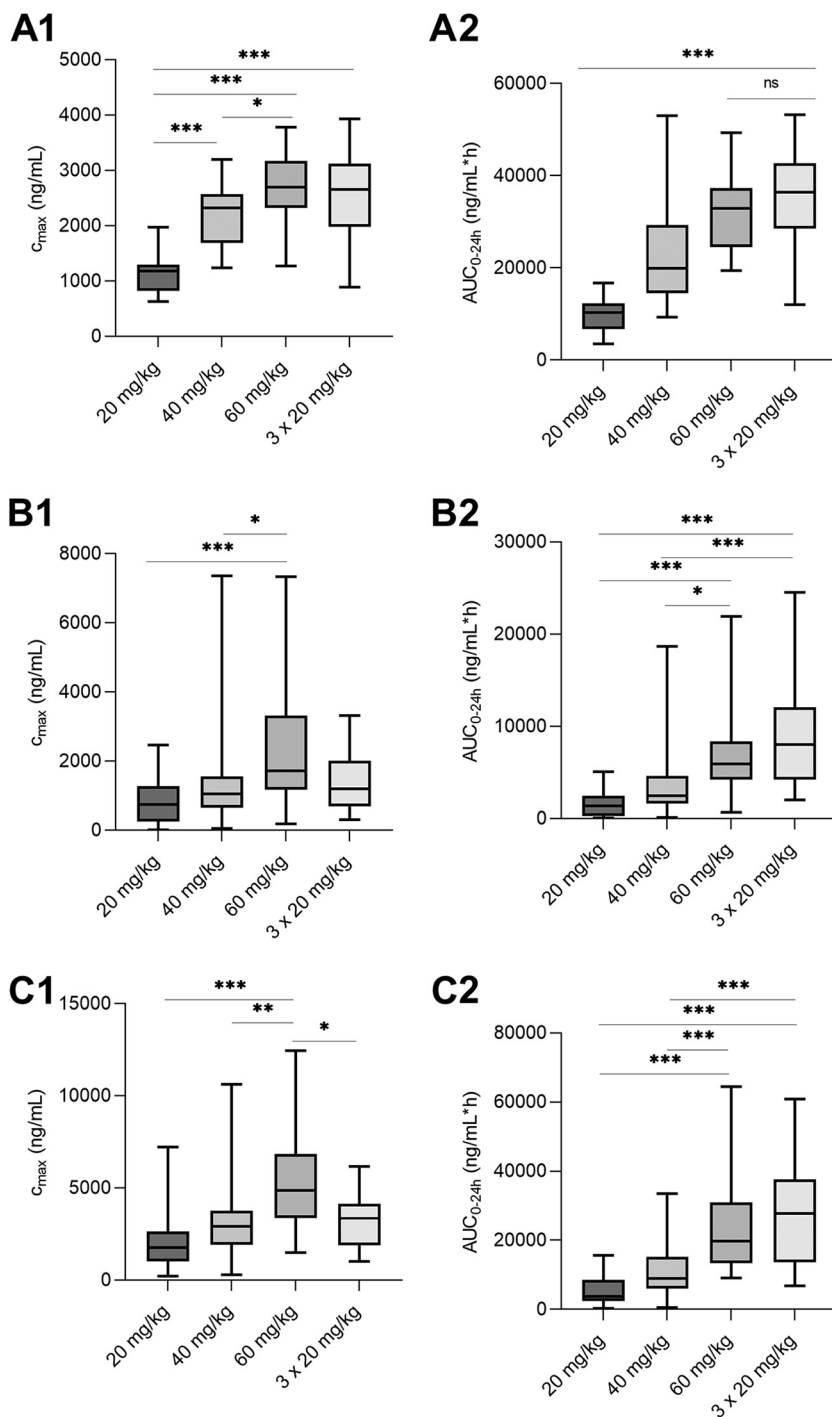 A1
***
***
*
***
5000
4000
3000
2000
1000
0
c_max (ng/mL)
20 mg/kg
40 mg/kg
60 mg/kg
3 x 20 mg/kg
A2
***
ns
60000
40000
20000
0
AUC_0-24h (ng/mL*h)
20 mg/kg
40 mg/kg
60 mg/kg
3 x 20 mg/kg
B1
*
***
8000
6000
4000
2000
0
c_max (ng/mL)
20 mg/kg
40 mg/kg
60 mg/kg
3 x 20 mg/kg
B2
***
***
***
*
30000
20000
10000
0
AUC_0-24h (ng/mL*h)
20 mg/kg
40 mg/kg
60 mg/kg
3 x 20 mg/kg
C1
***
**
*
15000
10000
5000
0
c_max (ng/mL)
20 mg/kg
40 mg/kg
60 mg/kg
3 x 20 mg/kg
C2
***
***
***
***
80000
60000
40000
20000
0
AUC_0-24h (ng/mL*h)
20 mg/kg
40 mg/kg
60 mg/kg
3 x 20 mg/kg